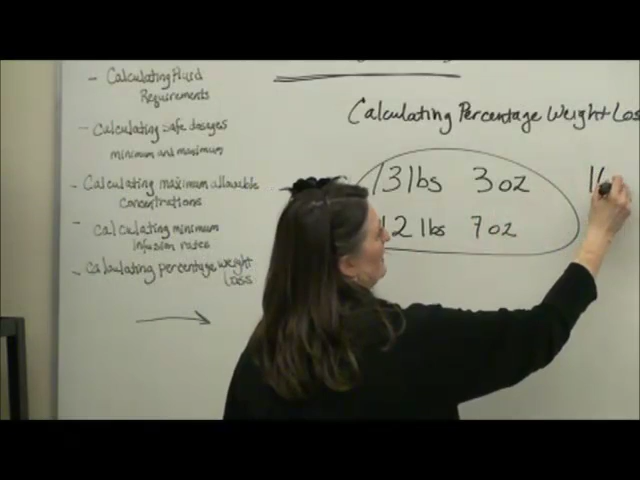 - Calculating Fluid
Requirements
- Calculating safe dosages
minimum and maximum
- Calculating maximum allowable
concentrations
- Calculating minimum
infusion rates
- Calculating percentage weight
Loss
Calculating Percentage Weight Los
13 lbs 3 oz
12 lbs 7 oz